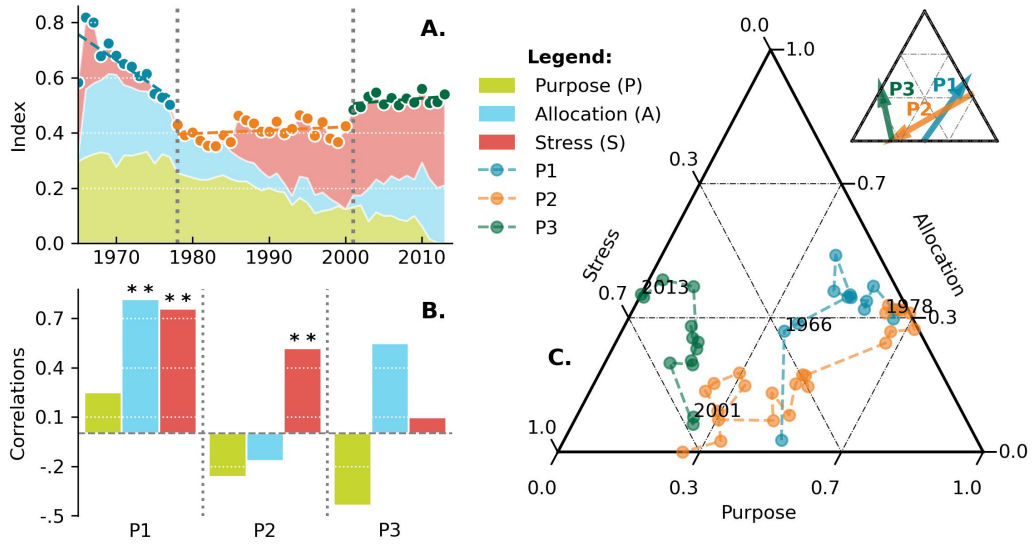 A.
0.8
0.6
0.4
0.2
0.0
Index
1970
1980
1990
2000
2010
Legend:
Purpose (P)
Allocation (A)
Stress (S)
P1
P2
P3
B.
** **
**
0.7
0.4
0.1
-.2
-.5
Correlations
P1
P2
P3
C.
0.0
1.0
0.3
0.7
Stress
Allocation
0.7
0.3
1.0
0.0
2013
1978
1966
2001
0.0
0.3
0.7
1.0
Purpose
P3
P1
P2